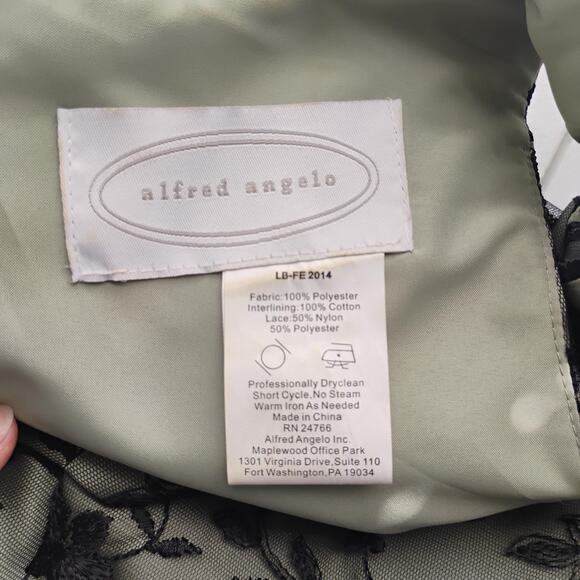 alfred angelo
LB-FE 2014
Fabric:100% Polyester
Interlining:100% Cotton
Lace:50% Nylon
50% Polyester
Professionally Dryclean
Short Cycle,No Steam
Warm Iron As Needed
Made in China
RN 24766
Alfred Angelo Inc.
Maplewood Office Park
1301 Virginia Drive,Suite 110
Fort Washington,PA 19034